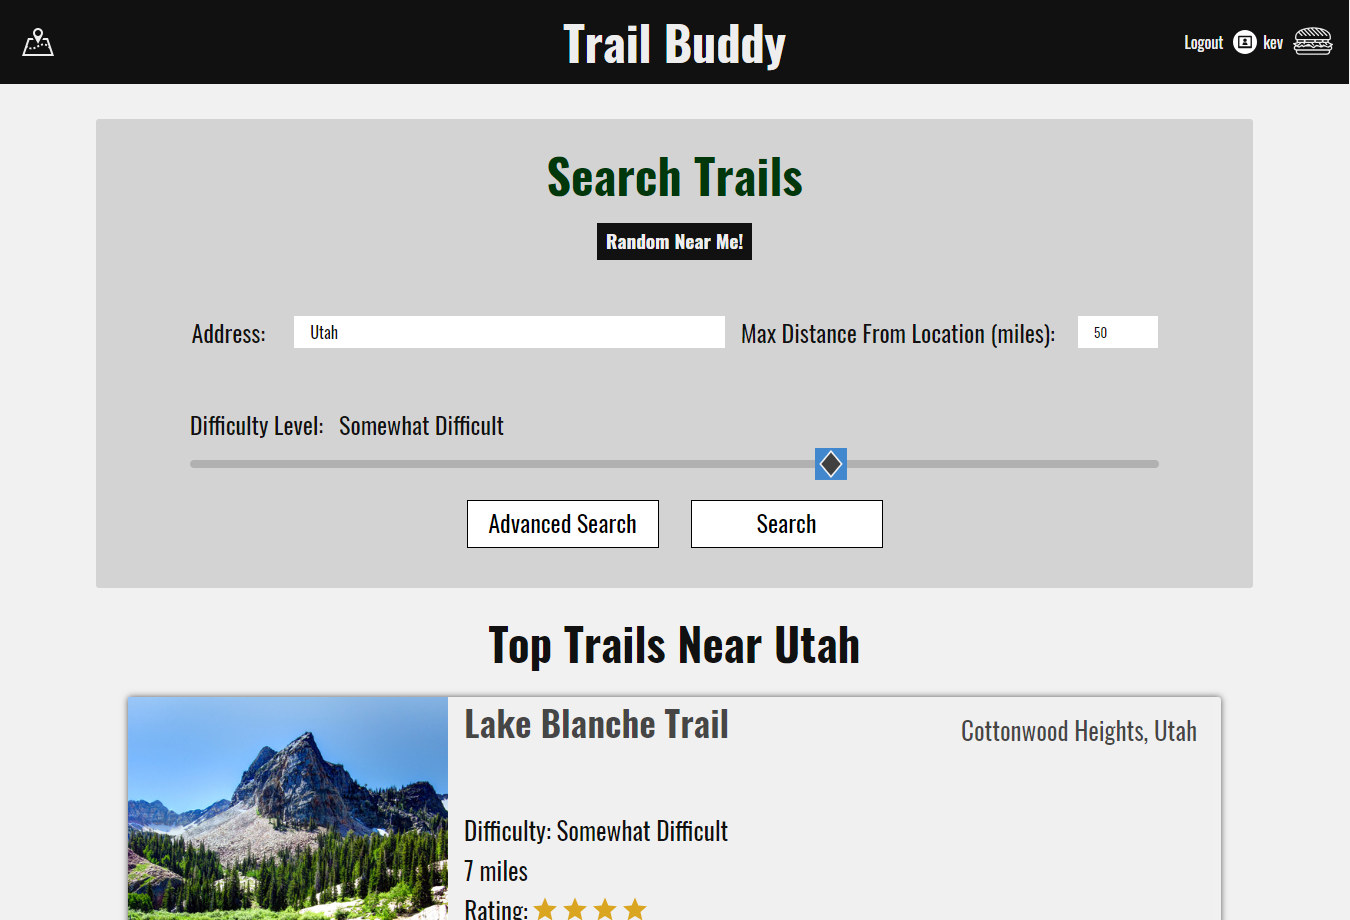 Trail Buddy
Logout kev
Search Trails
Random Near Me!
Address: Utah Max Distance From Location (miles): 50
Difficulty Level: Somewhat Difficult
Advanced Search Search
Top Trails Near Utah
Lake Blanche Trail Cottonwood Heights, Utah
Difficulty: Somewhat Difficult
7 miles
Rating: